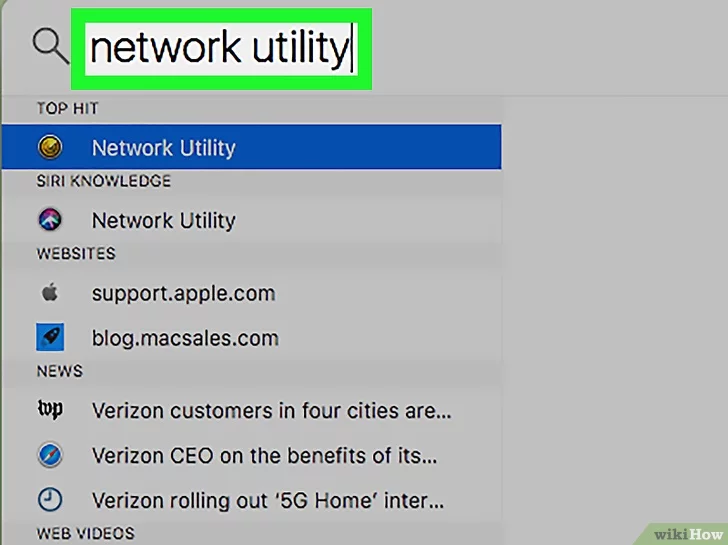 network utility
TOP HIT
Network Utility
SIRI KNOWLEDGE
Network Utility
WEBSITES
support.apple.com
blog.macsales.com
NEWS
wp
Verizon customers in four cities are...
Verizon CEO on the benefits of its...
Verizon rolling out ‘5G Home’ inter...
WEB VIDEOS
wikiHow